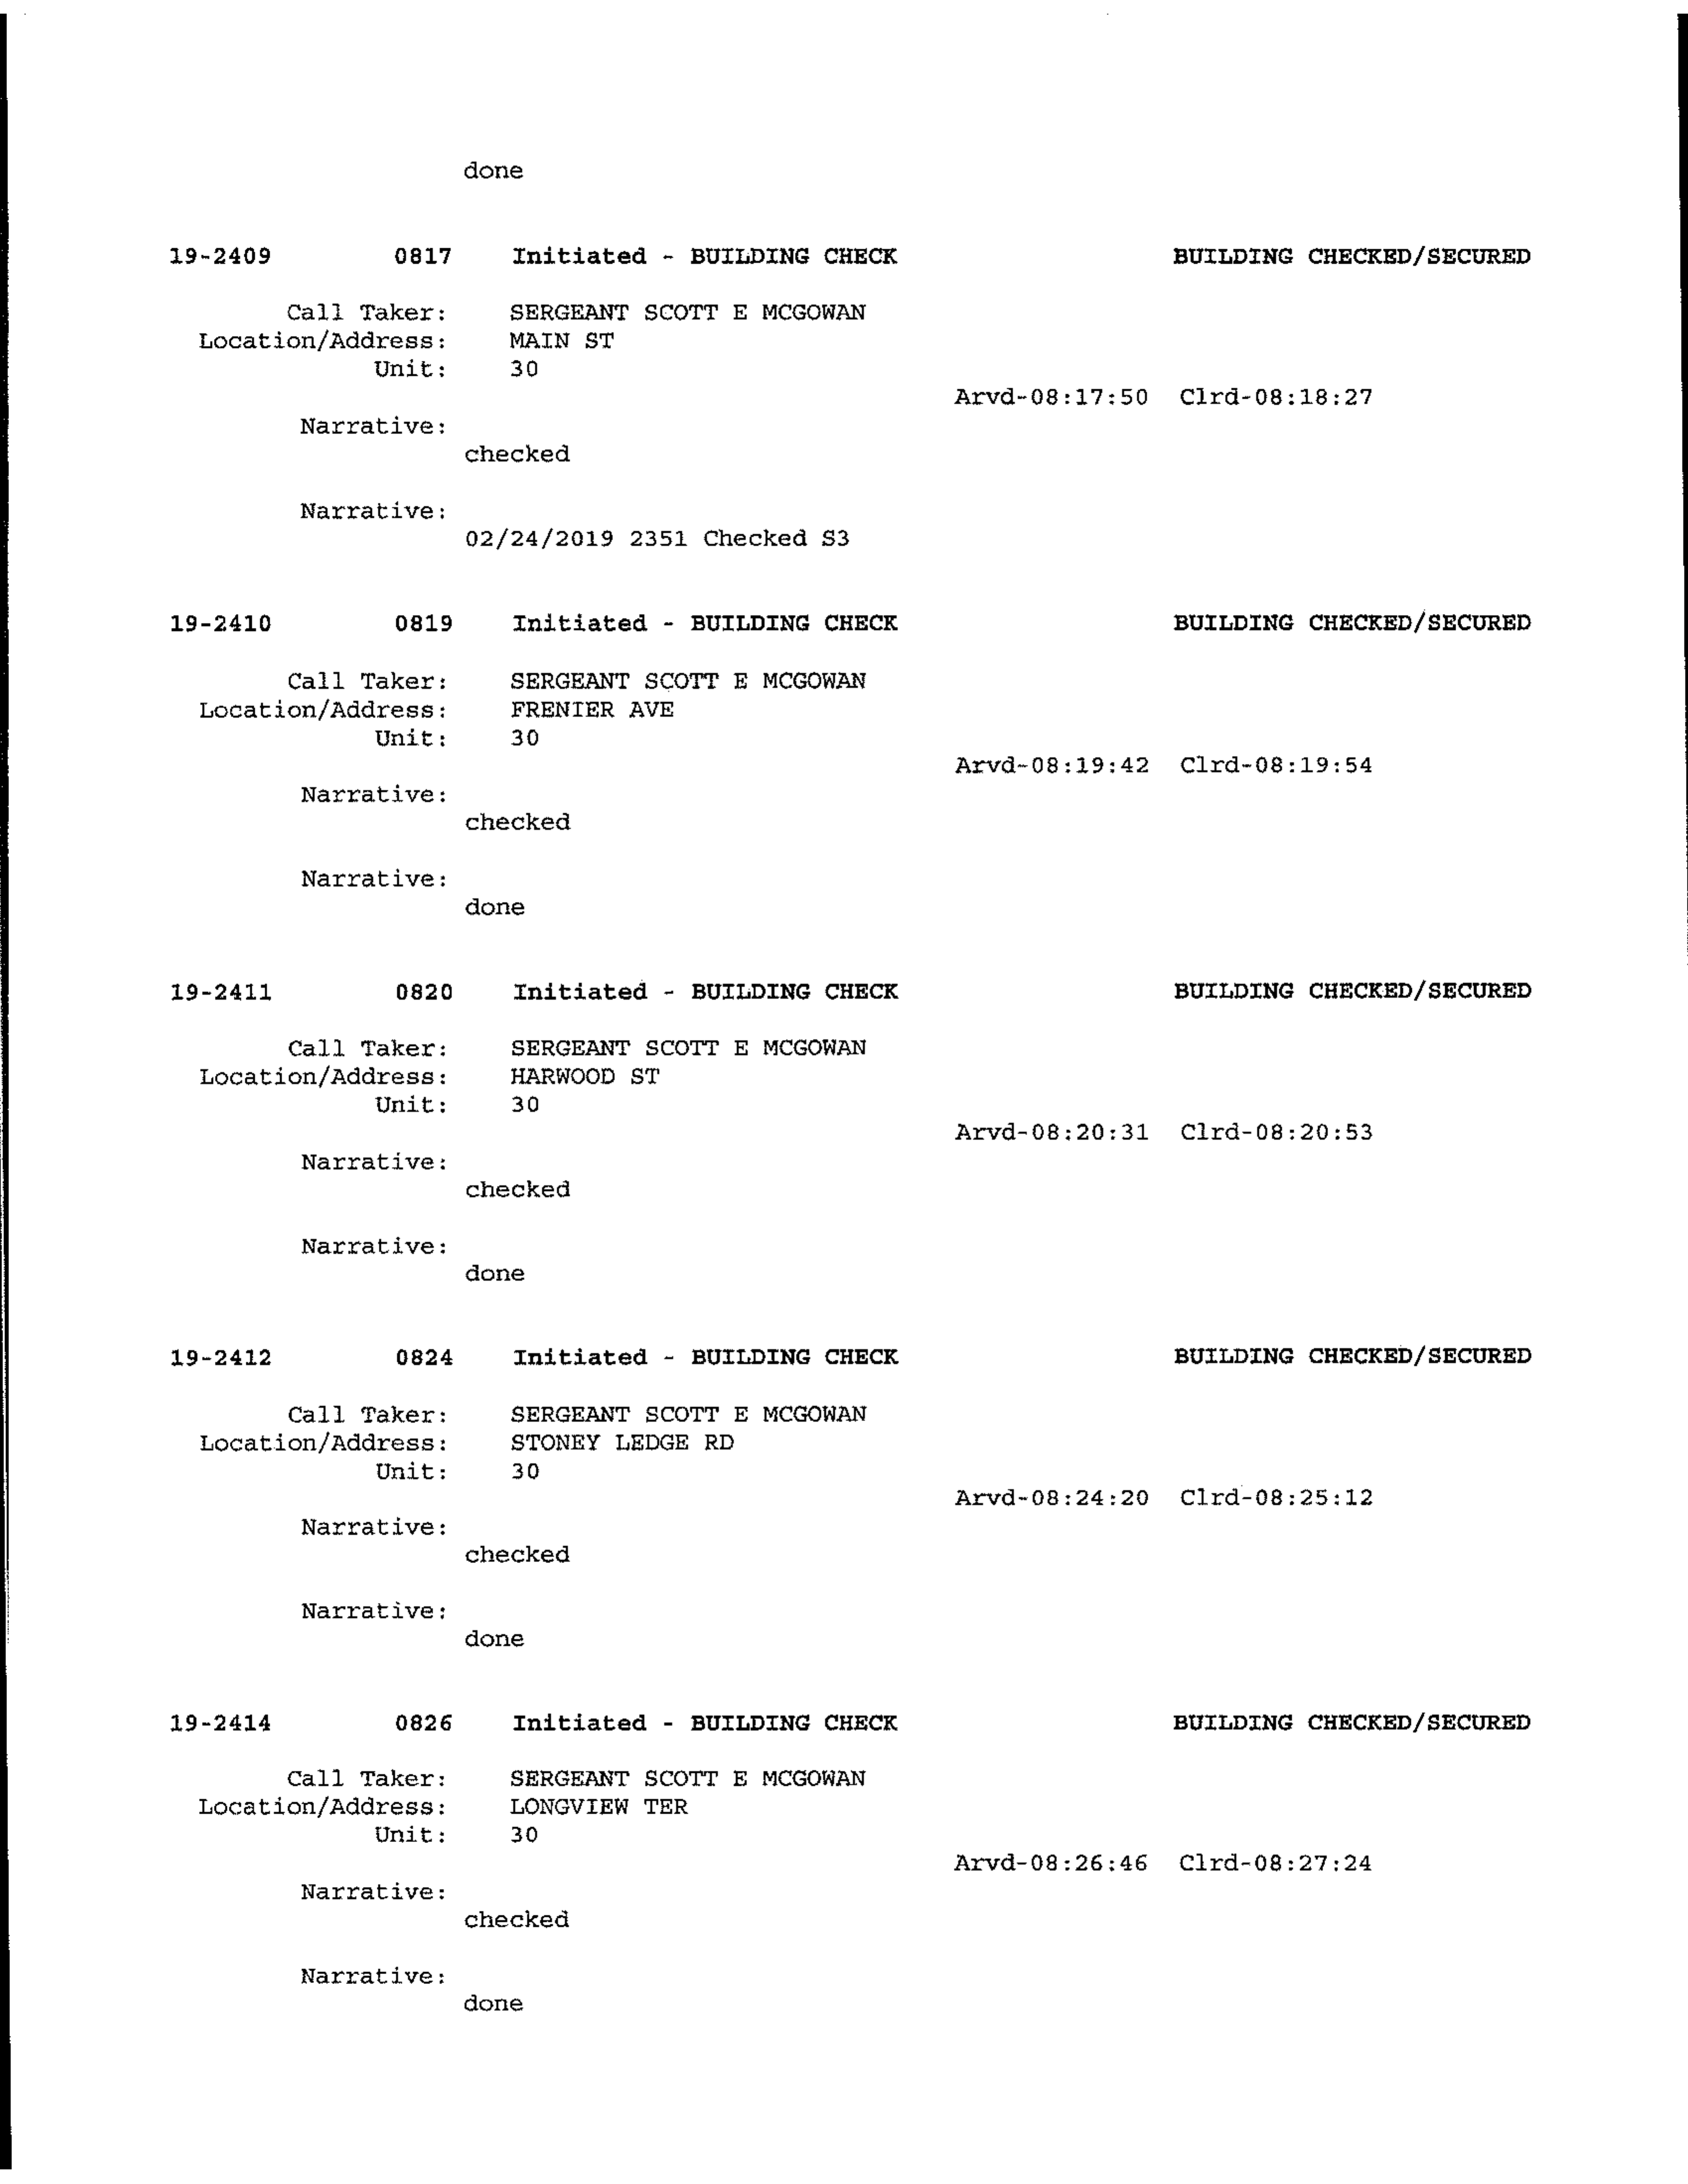 done
19-2409 0817 Initiated - BUILDING CHECK BUILDING CHECKED/SECURED
Call Taker: SERGEANT SCOTT E MCGOWAN
Location/Address: MAIN ST
Unit: 30
Arvd-08:17:50 Clrd-08:18:27
Narrative:
checked
Narrative:
02/24/2019 2351 Checked S3
19-2410 0819 Initiated - BUILDING CHECK BUILDING CHECKED/SECURED
Call Taker: SERGEANT SCOTT E MCGOWAN
Location/Address: FRENIER AVE
Unit: 30
Arvd-08:19:42 Clrd-08:19:54
Narrative:
checked
Narrative:
done
19-2411 0820 Initiated - BUILDING CHECK BUILDING CHECKED/SECURED
Call Taker: SERGEANT SCOTT E MCGOWAN
Location/Address: HARWOOD ST
Unit: 30
Arvd-08:20:31 Clrd-08:20:53
Narrative:
checked
Narrative:
done
19-2412 0824 Initiated - BUILDING CHECK BUILDING CHECKED/SECURED
Call Taker: SERGEANT SCOTT E MCGOWAN
Location/Address: STONEY LEDGE RD
Unit: 30
Arvd-08:24:20 Clrd-08:25:12
Narrative:
checked
Narrative:
done
19-2414 0826 Initiated - BUILDING CHECK BUILDING CHECKED/SECURED
Call Taker: SERGEANT SCOTT E MCGOWAN
Location/Address: LONGVIEW TER
Unit: 30
Arvd-08:26:46 Clrd-08:27:24
Narrative:
checked
Narrative:
done